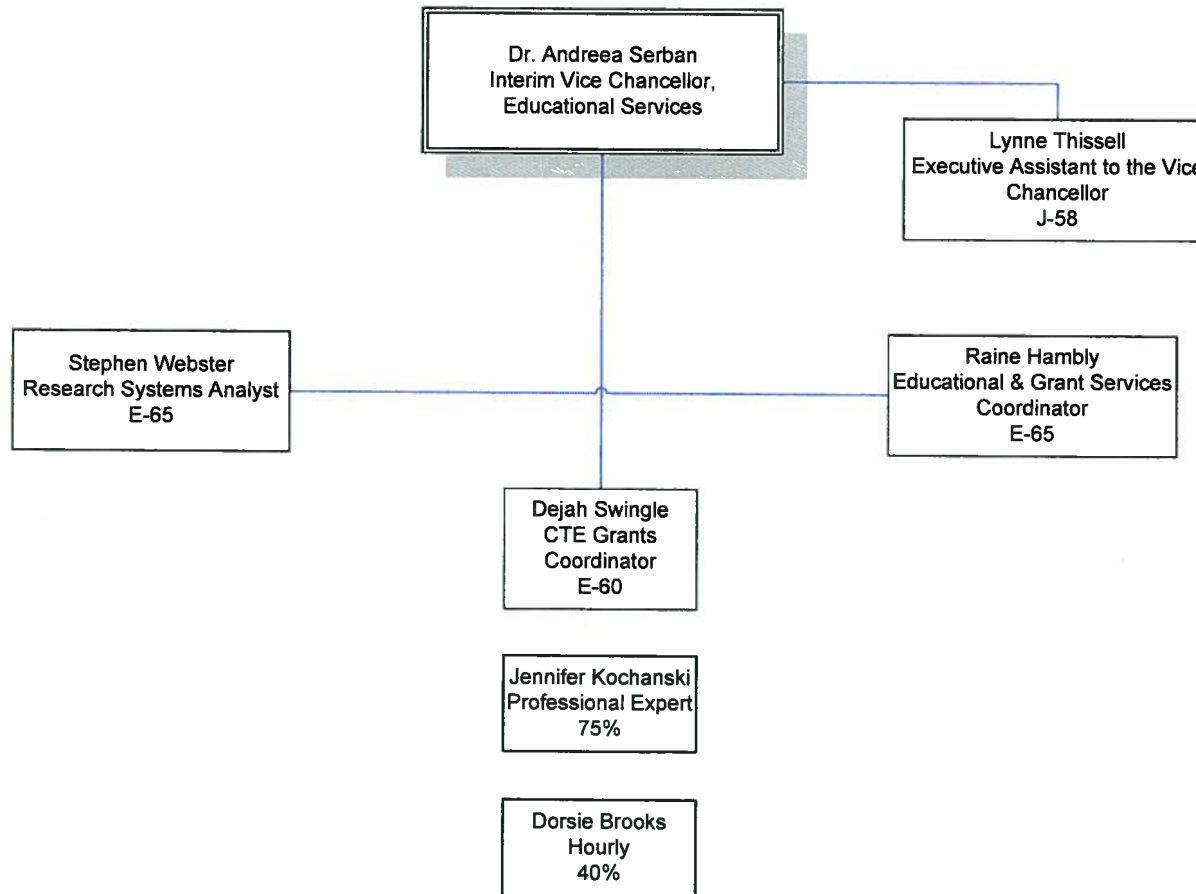 Dr. Andreea Serban
Interim Vice Chancellor,
Educational Services
Lynne Thissell
Executive Assistant to the Vice
Chancellor
J-58
Stephen Webster
Research Systems Analyst
E-65
Raine Hambly
Educational & Grant Services
Coordinator
E-65
Dejah Swingle
CTE Grants
Coordinator
E-60
Jennifer Kochanski
Professional Expert
75%
Dorsie Brooks
Hourly
40%